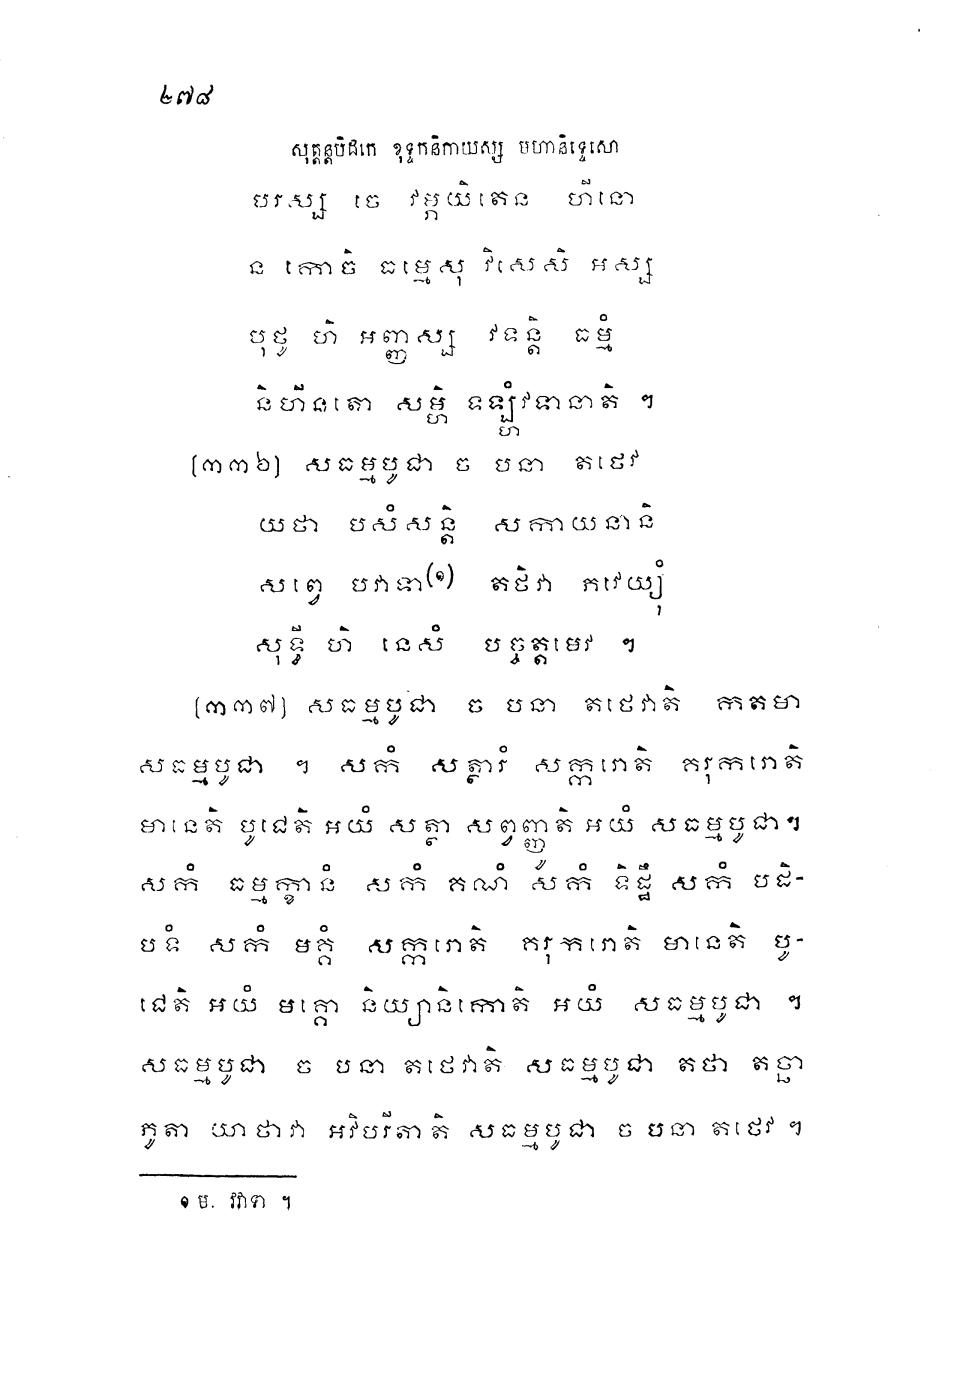 ២៧៨
សុត្តន្តបិដកេ ខុទ្ទកនិកាយស្ស មហានិទ្ទេសោ
បរស្ស ចេ វម្ភយិតេន ហីនោ
ន កោចិ ធម្មេសុ វិសេសិ អស្ស
បុថូ ហិ អញ្ញស្ស វទន្តិ ធម្មំ
និហីនតោ សម្ហិ ទឡ្ហំវទានាតិ ។
(៣៣៦) សធម្មបូជា ច បនា តថេវ
យថា បសំសន្តិ សកាយនានិ
សព្វេ បវាទា(១) តថិវា ភវេយ្យុំ
សុទ្ធី ហិ នេសំ បច្ចត្តមេវ ។
(៣៣៧) សធម្មបូជា ច បនា តថេវាតិ កតមា
សធម្មបូជា ។ សកំ សត្ថារំ សក្ករោតិ ករុករោតិ
មានេតិ បូជេតិ អយំ សត្ថា សព្វញ្ញូតិ អយំ សធម្មបូជា។
សកំ ធម្មក្ខានំ សកំ គណំ សកំ ទិដ្ឋឹ សកំ បដិ-
បទំ សកំ មគ្គំ សក្ករោតិ ករុករោតិ មានេតិ បូ-
ជេតិ អយំ មគ្គោ និយ្យានិកោតិ អយំ សធម្មបូជា ។
សធម្មបូជា ច បនា តថេវាតិ សធម្មបូជា តថា តច្ឆា
ភូតា យាថាវា អវិបរីតាតិ សធម្មបូជា ច បនា តថេវ ។
១ ម. វិវាទា ។